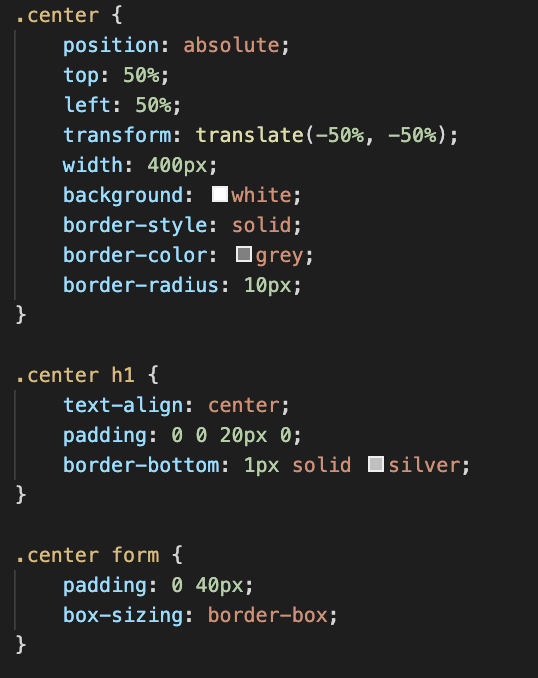 .center {
    position: absolute;
    top: 50%;
    left: 50%;
    transform: translate(-50%, -50%);
    width: 400px;
    background: white;
    border-style: solid;
    border-color: grey;
    border-radius: 10px;
}

.center h1 {
    text-align: center;
    padding: 0 0 20px 0;
    border-bottom: 1px solid silver;
}

.center form {
    padding: 0 40px;
    box-sizing: border-box;
}